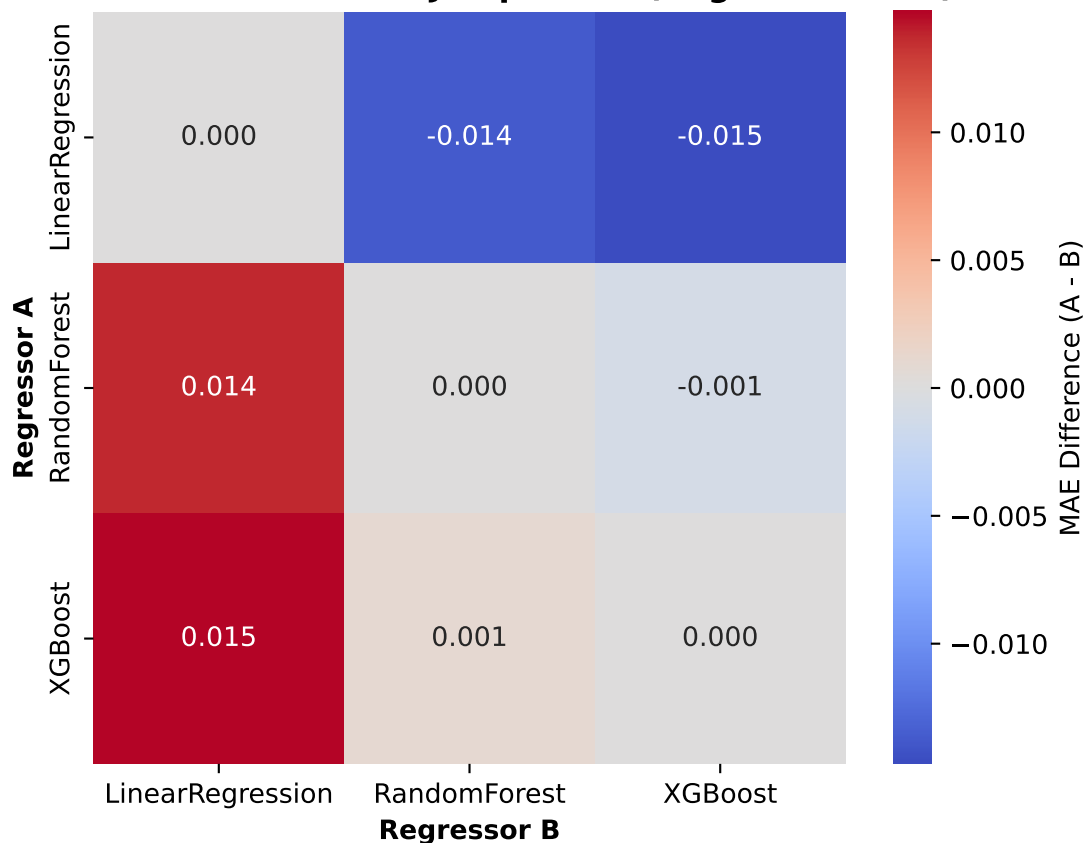 LinearRegression
0.000
-0.014
-0.015
RandomForest
0.014
0.000
-0.001
XGBoost
0.015
0.001
0.000
Regressor A
LinearRegression
RandomForest
XGBoost
Regressor B
0.010
0.005
0.000
−0.005
−0.010
MAE Difference (A - B)